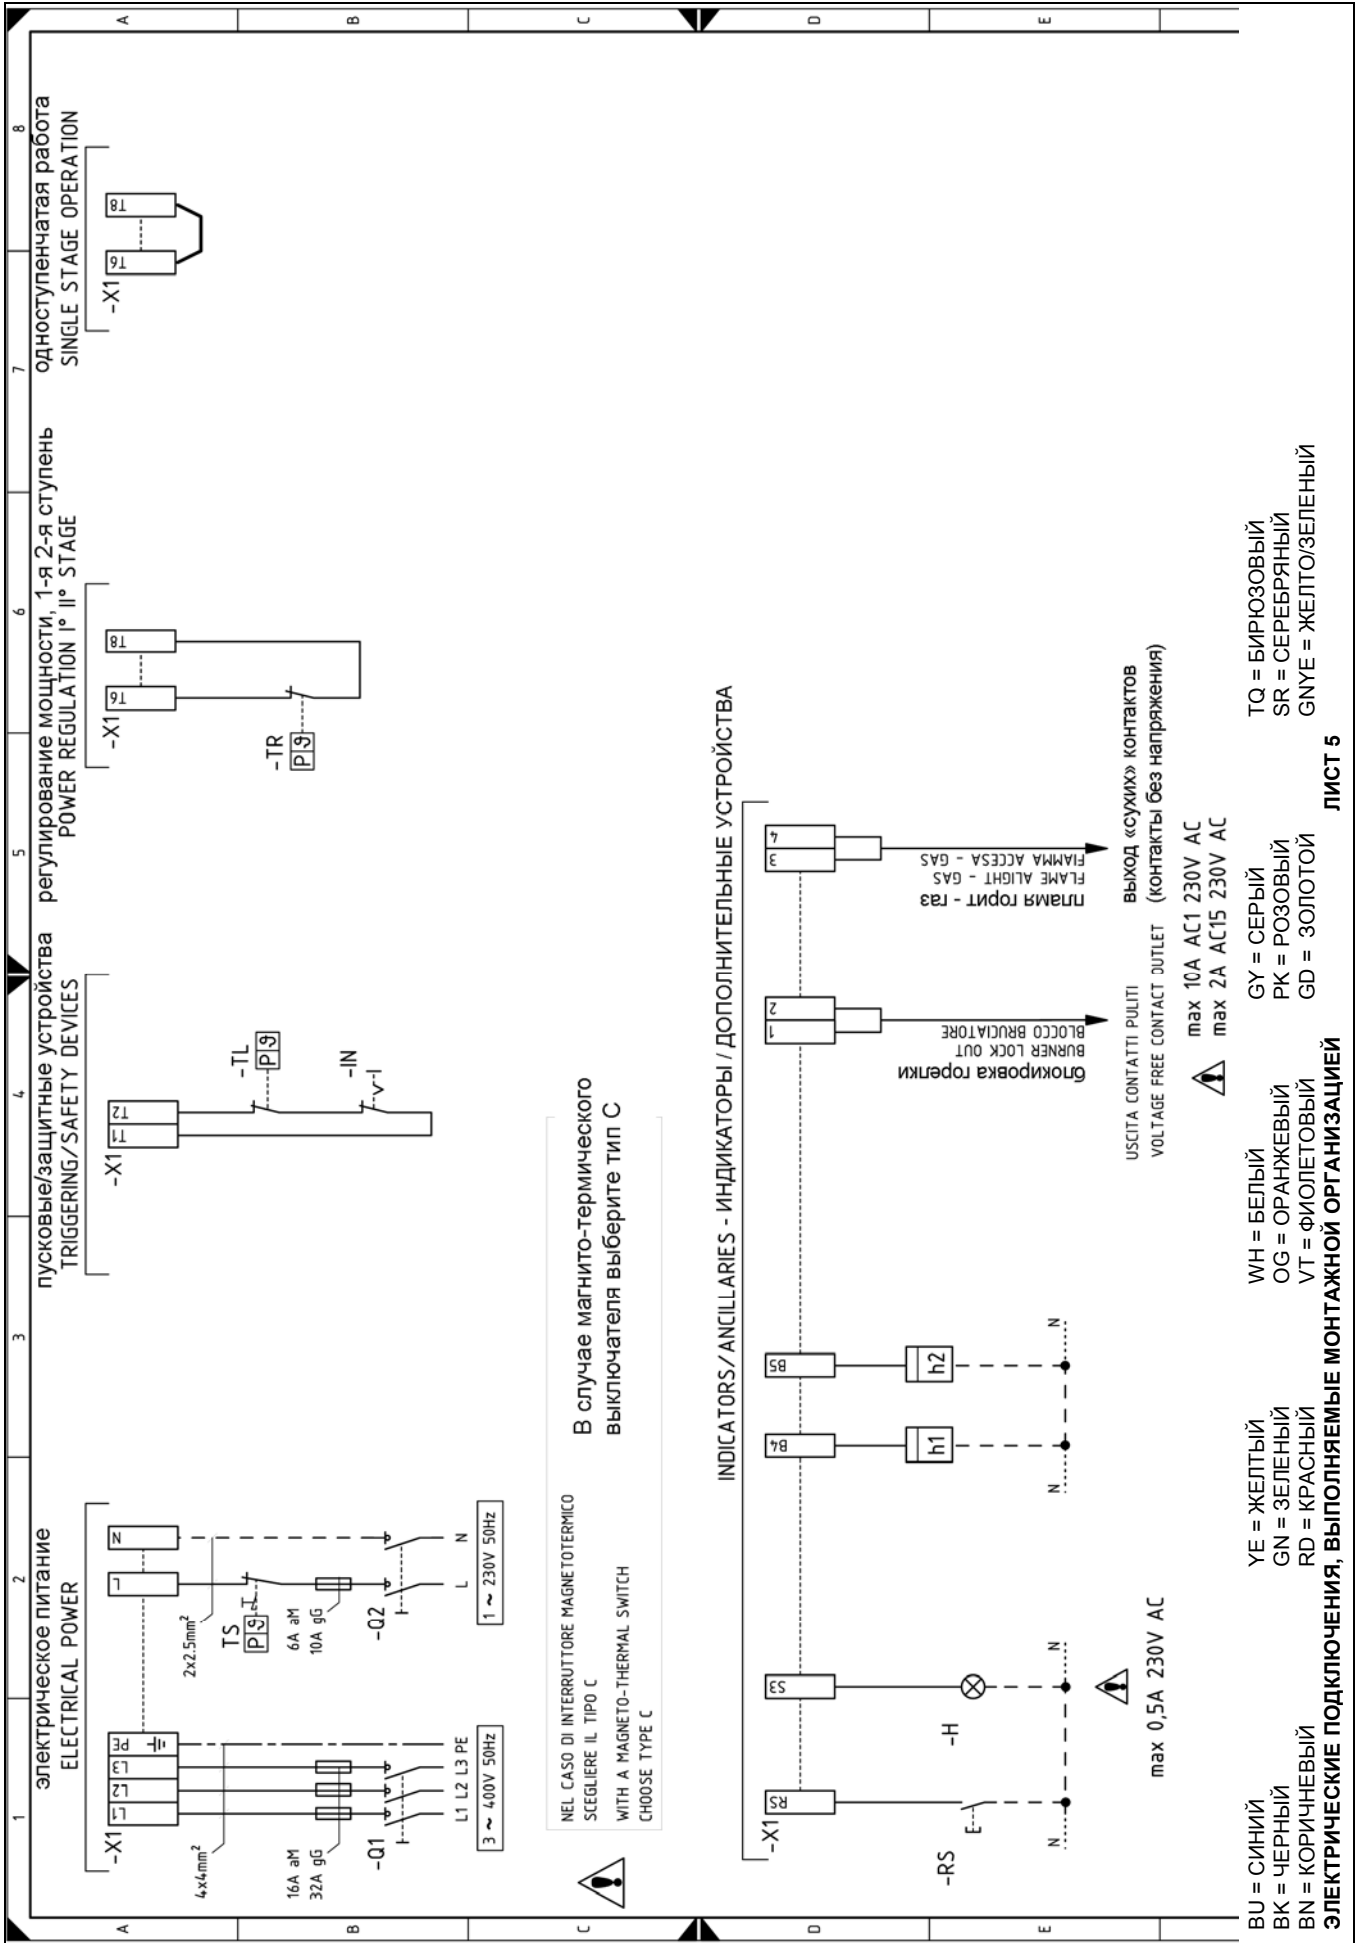 1 2 3 4 5 6 7 8
A
B
C
D
E
A
B
C
D
E
электрическое питание
ELECTRICAL POWER
-X1
L1
L2
L3
PE
L
N
4x4mm²
2x2.5mm²
TS
P ϑ
16A aM
32A gG
6A aM
10A gG
-Q1
-Q2
L1 L2 L3 PE
L
N
3 ~ 400V 50Hz
1 ~ 230V 50Hz
пусковые/защитные устройства
TRIGGERING/SAFETY DEVICES
-X1
T1
T2
-TL
P ϑ
-IN
регулирование мощности, 1-я 2-я ступень
POWER REGULATION I° II° STAGE
-X1
T6
T8
-TR
P ϑ
одноступенчатая работа
SINGLE STAGE OPERATION
-X1
T6
T8
NEL CASO DI INTERRUTTORE MAGNETOTERMICO
SCEGLIERE IL TIPO C
WITH A MAGNETO-THERMAL SWITCH
CHOOSE TYPE C
В случае магнито-термического
выключателя выберите тип С
INDICATORS/ANCILLARIES - ИНДИКАТОРЫ / ДОПОЛНИТЕЛЬНЫЕ УСТРОЙСТВА
-X1
RS
S3
B4
B5
1
2
3
4
-RS
E
-H
h1
h2
N
N
N
N
max 0,5A 230V AC
блокировка горелки
BURNER LOCK OUT
BLOCCO BRUCIATORE
пламя горит - газ
FLAME ALIGHT - GAS
FIAMMA ACCESA - GAS
USCITA CONTATTI PULITI
VOLTAGE FREE CONTACT OUTLET
выход «сухих» контактов
(контакты без напряжения)
max 10A AC1 230V AC
max 2A AC15 230V AC
BU = СИНИЙ
BK = ЧЕРНЫЙ
BN = КОРИЧНЕВЫЙ
YE = ЖЕЛТЫЙ
GN = ЗЕЛЕНЫЙ
RD = КРАСНЫЙ
WH = БЕЛЫЙ
OG = ОРАНЖЕВЫЙ
VT = ФИОЛЕТОВЫЙ
GY = СЕРЫЙ
PK = РОЗОВЫЙ
GD = ЗОЛОТОЙ
TQ = БИРЮЗОВЫЙ
SR = СЕРЕБРЯНЫЙ
GNYE = ЖЕЛТО/ЗЕЛЕНЫЙ
ЭЛЕКТРИЧЕСКИЕ ПОДКЛЮЧЕНИЯ, ВЫПОЛНЯЕМЫЕ МОНТАЖНОЙ ОРГАНИЗАЦИЕЙ
ЛИСТ 5